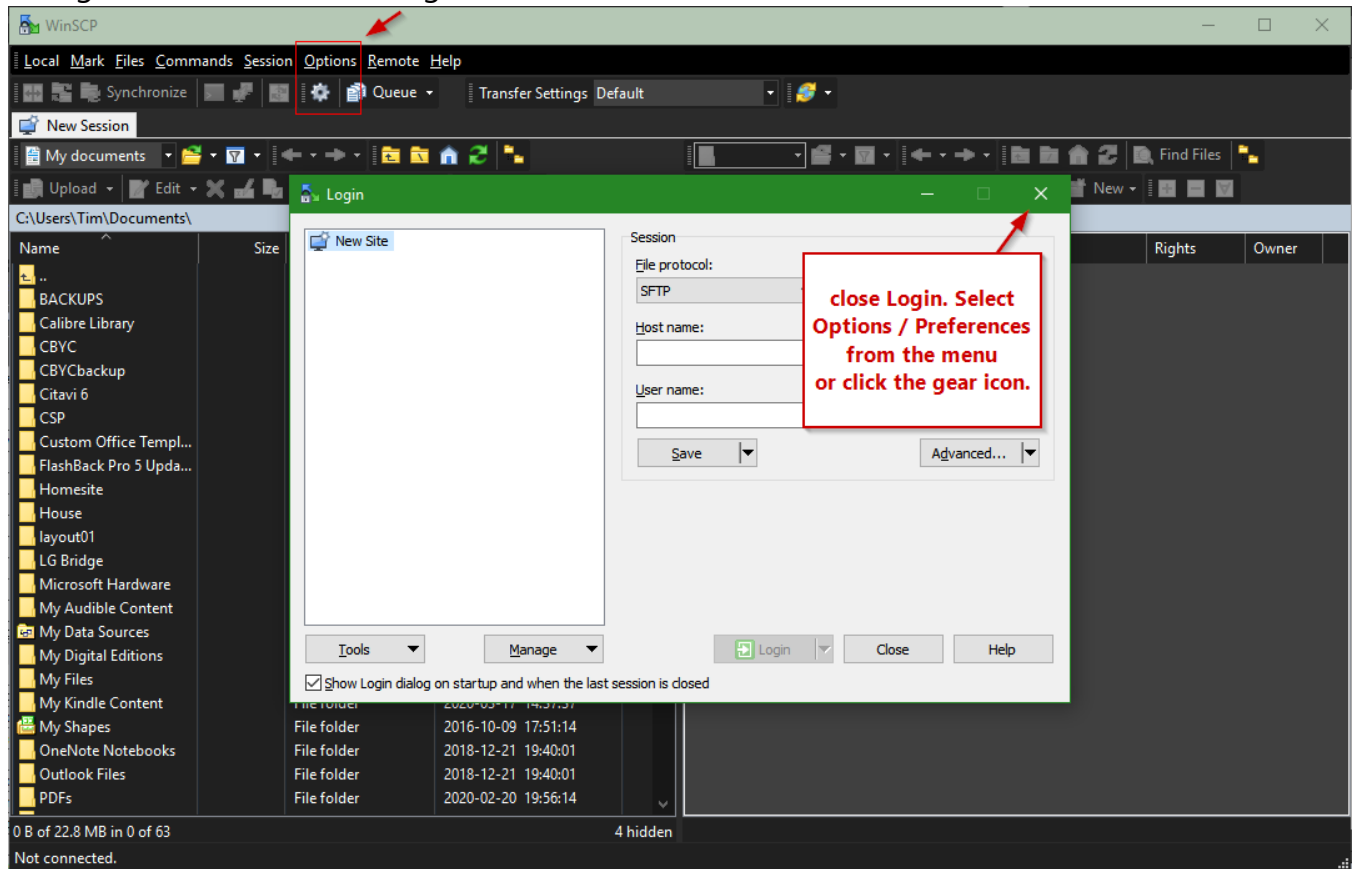 WinSCP
Local Mark Files Commands Session Options Remote Help
Synchronize Queue Transfer Settings Default
New Session
My documents Find Files
Upload Edit New
C:\Users\Tim\Documents\
Name Size Rights Owner
..
BACKUPS
Calibre Library
CBYC
CBYCbackup
Citavi 6
CSP
Custom Office Templ...
FlashBack Pro 5 Upda...
Homesite
House
layout01
LG Bridge
Microsoft Hardware
My Audible Content
My Data Sources
My Digital Editions
My Files
My Kindle Content
My Shapes File folder 2016-10-09 17:51:14
OneNote Notebooks File folder 2018-12-21 19:40:01
Outlook Files File folder 2018-12-21 19:40:01
PDFs File folder 2020-02-20 19:56:14
0 B of 22.8 MB in 0 of 63 4 hidden
Not connected.
Login
New Site
Session
File protocol:
SFTP
Host name:
User name:
Save Advanced...
Tools Manage Login Close Help
Show Login dialog on startup and when the last session is closed
close Login. Select
Options / Preferences
from the menu
or click the gear icon.